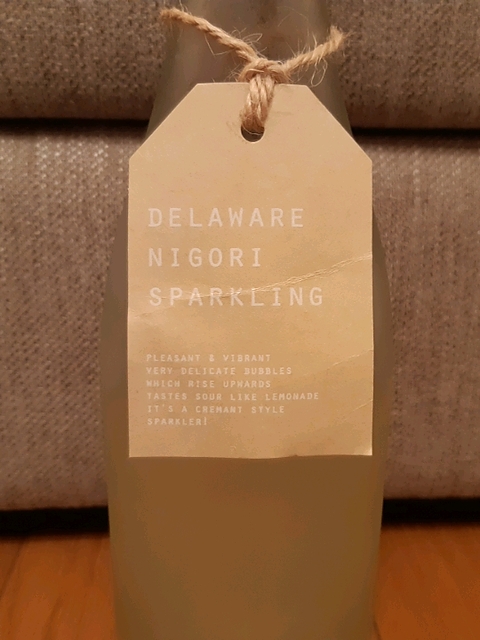 DELAWARE
NIGORI
SPARKLING
PLEASANT & VIBRANT
VERY DELICATE BUBBLES
WHICH RISE UPWARDS
TASTES SOUR LIKE LEMONADE
IT'S A CREMANT STYLE
SPARKLER!